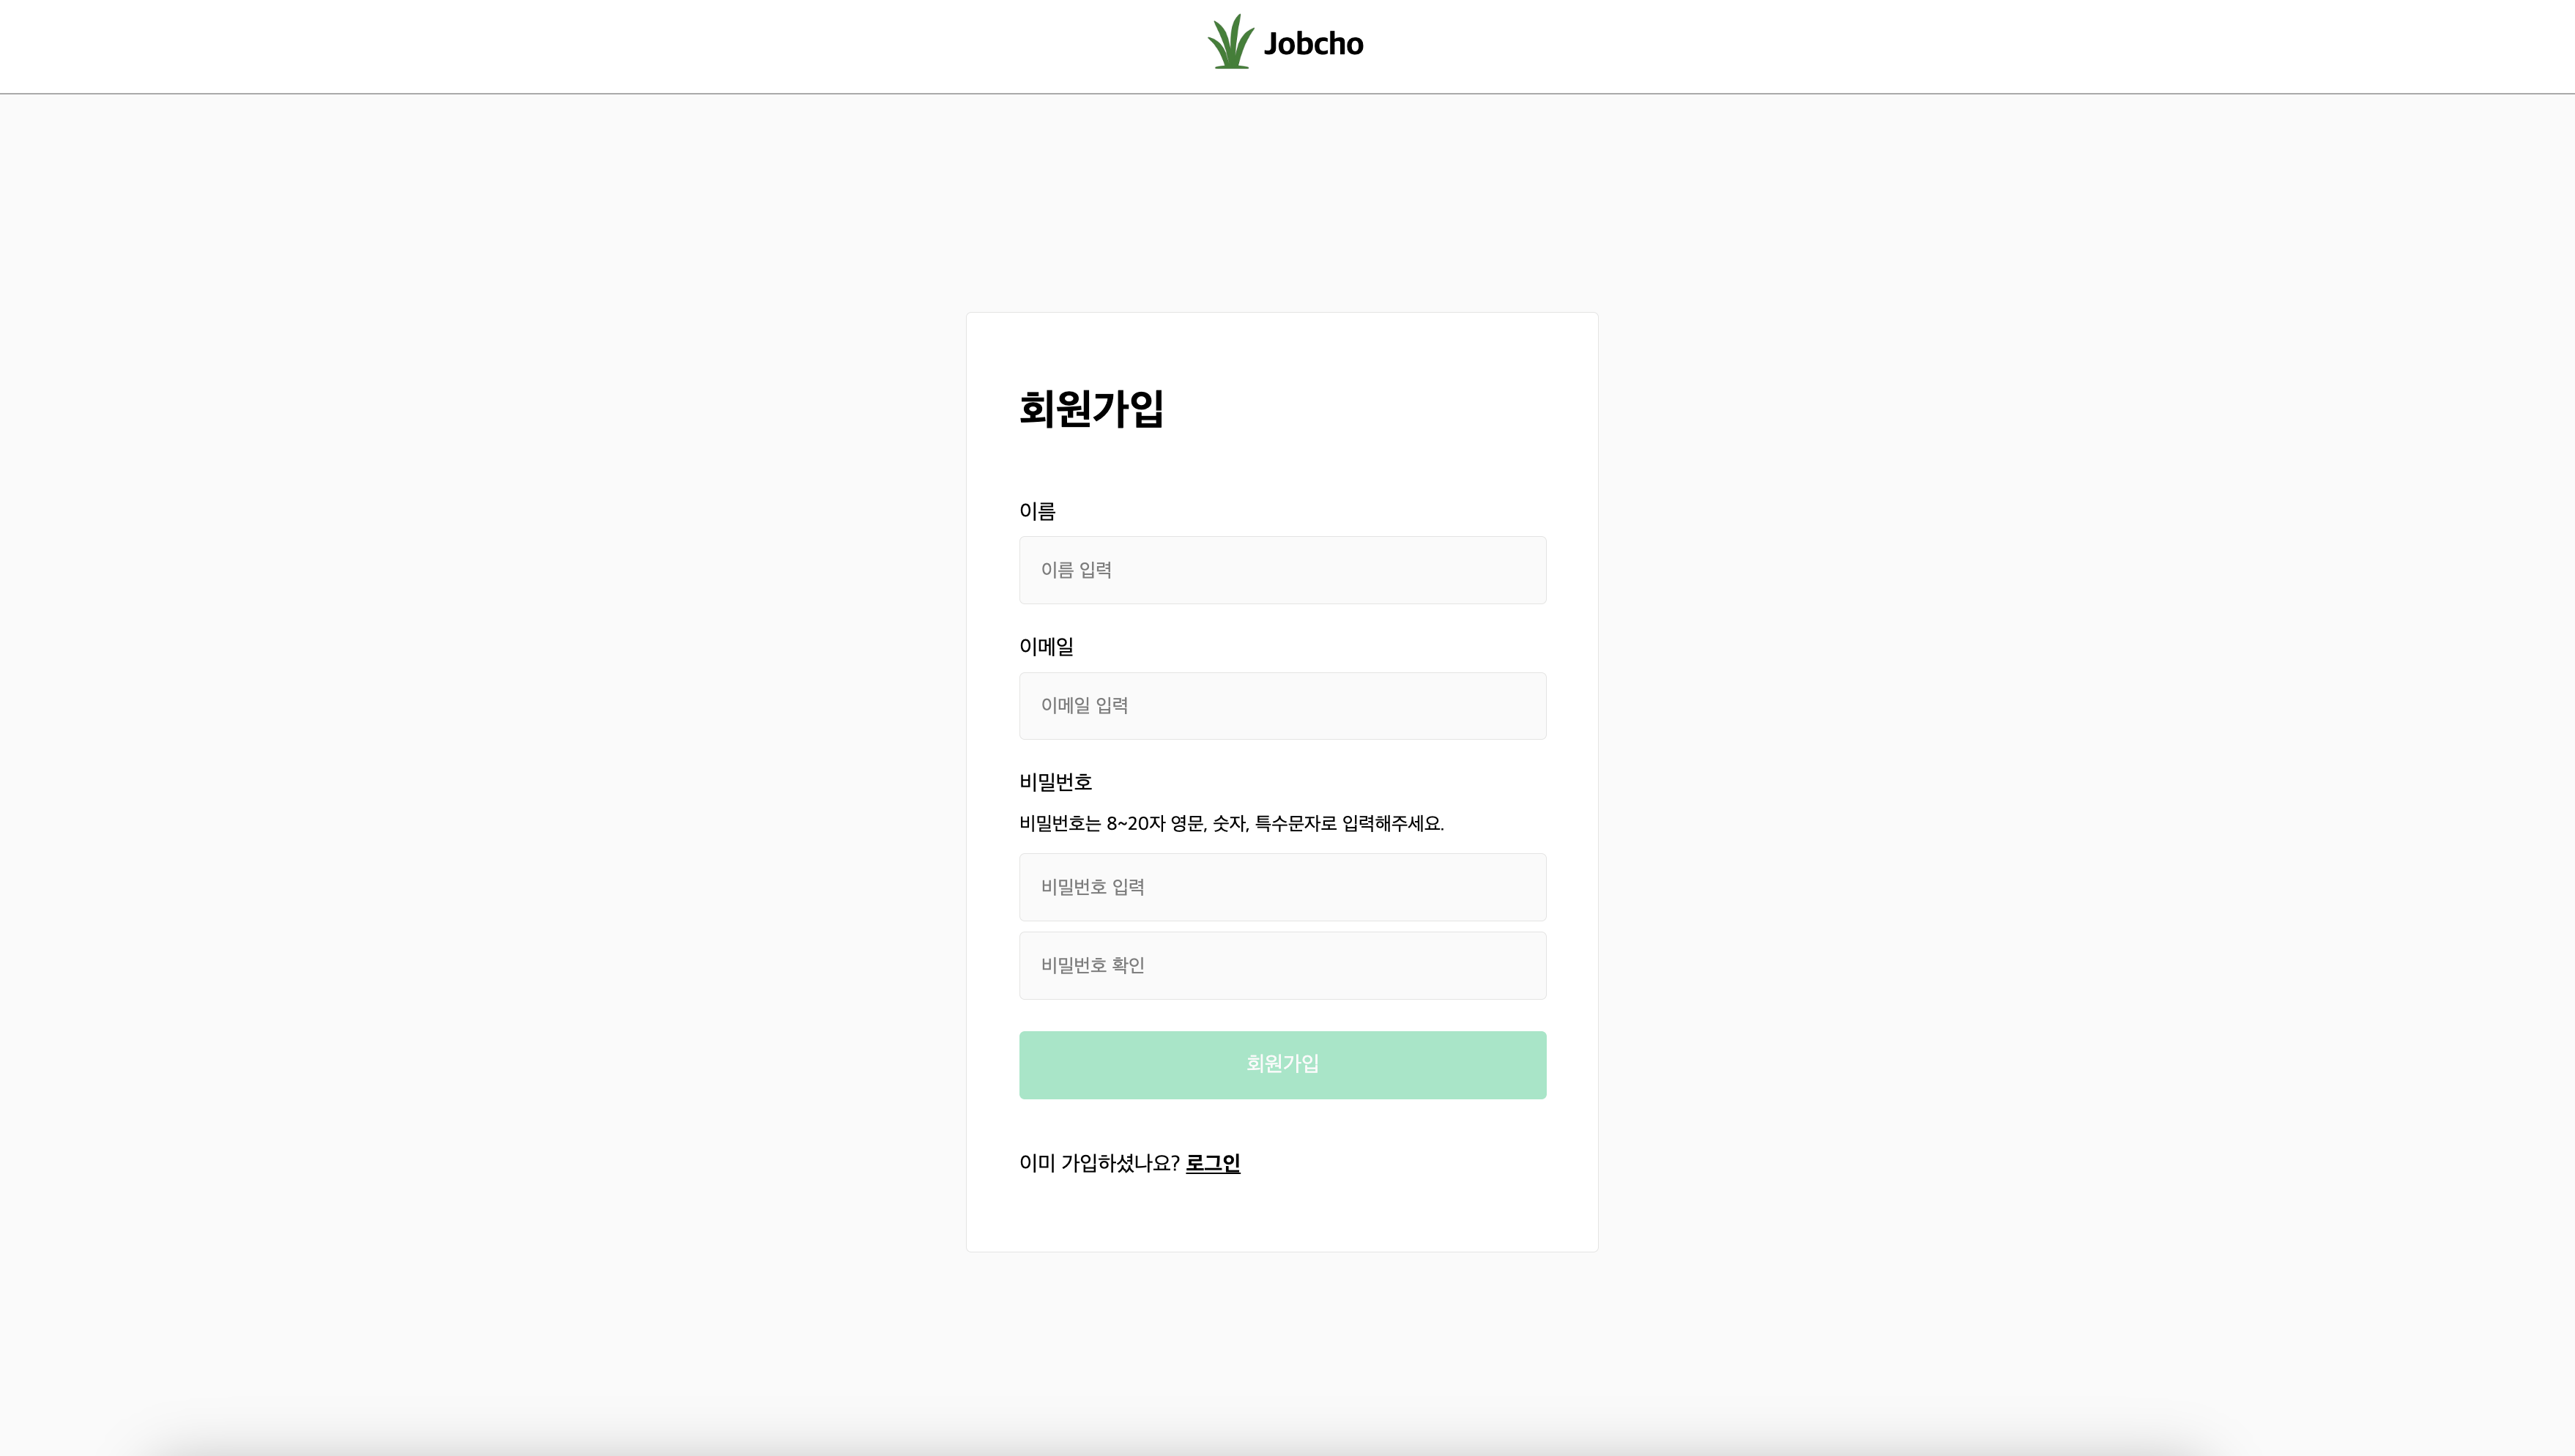 Jobcho
회원가입
이름
이름 입력
이메일
이메일 입력
비밀번호
비밀번호는 8~20자 영문, 숫자, 특수문자로 입력해주세요.
비밀번호 입력
비밀번호 확인
회원가입
이미 가입하셨나요? 로그인